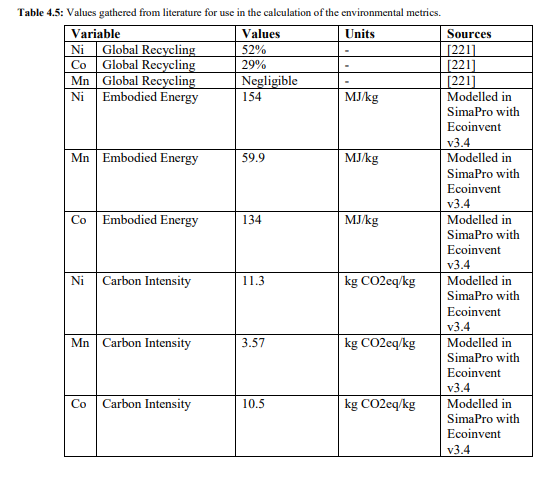 Table 4.5: Values gathered from literature for use in the calculation of the environmental metrics.
Variable Values Units Sources
Ni Global Recycling 52% - [221]
Co Global Recycling 29% - [221]
Mn Global Recycling Negligible - [221]
Ni Embodied Energy 154 MJ/kg Modelled in
SimaPro with
Ecoinvent
v3.4
Mn Embodied Energy 59.9 MJ/kg Modelled in
SimaPro with
Ecoinvent
v3.4
Co Embodied Energy 134 MJ/kg Modelled in
SimaPro with
Ecoinvent
v3.4
Ni Carbon Intensity 11.3 kg CO2eq/kg Modelled in
SimaPro with
Ecoinvent
v3.4
Mn Carbon Intensity 3.57 kg CO2eq/kg Modelled in
SimaPro with
Ecoinvent
v3.4
Co Carbon Intensity 10.5 kg CO2eq/kg Modelled in
SimaPro with
Ecoinvent
v3.4